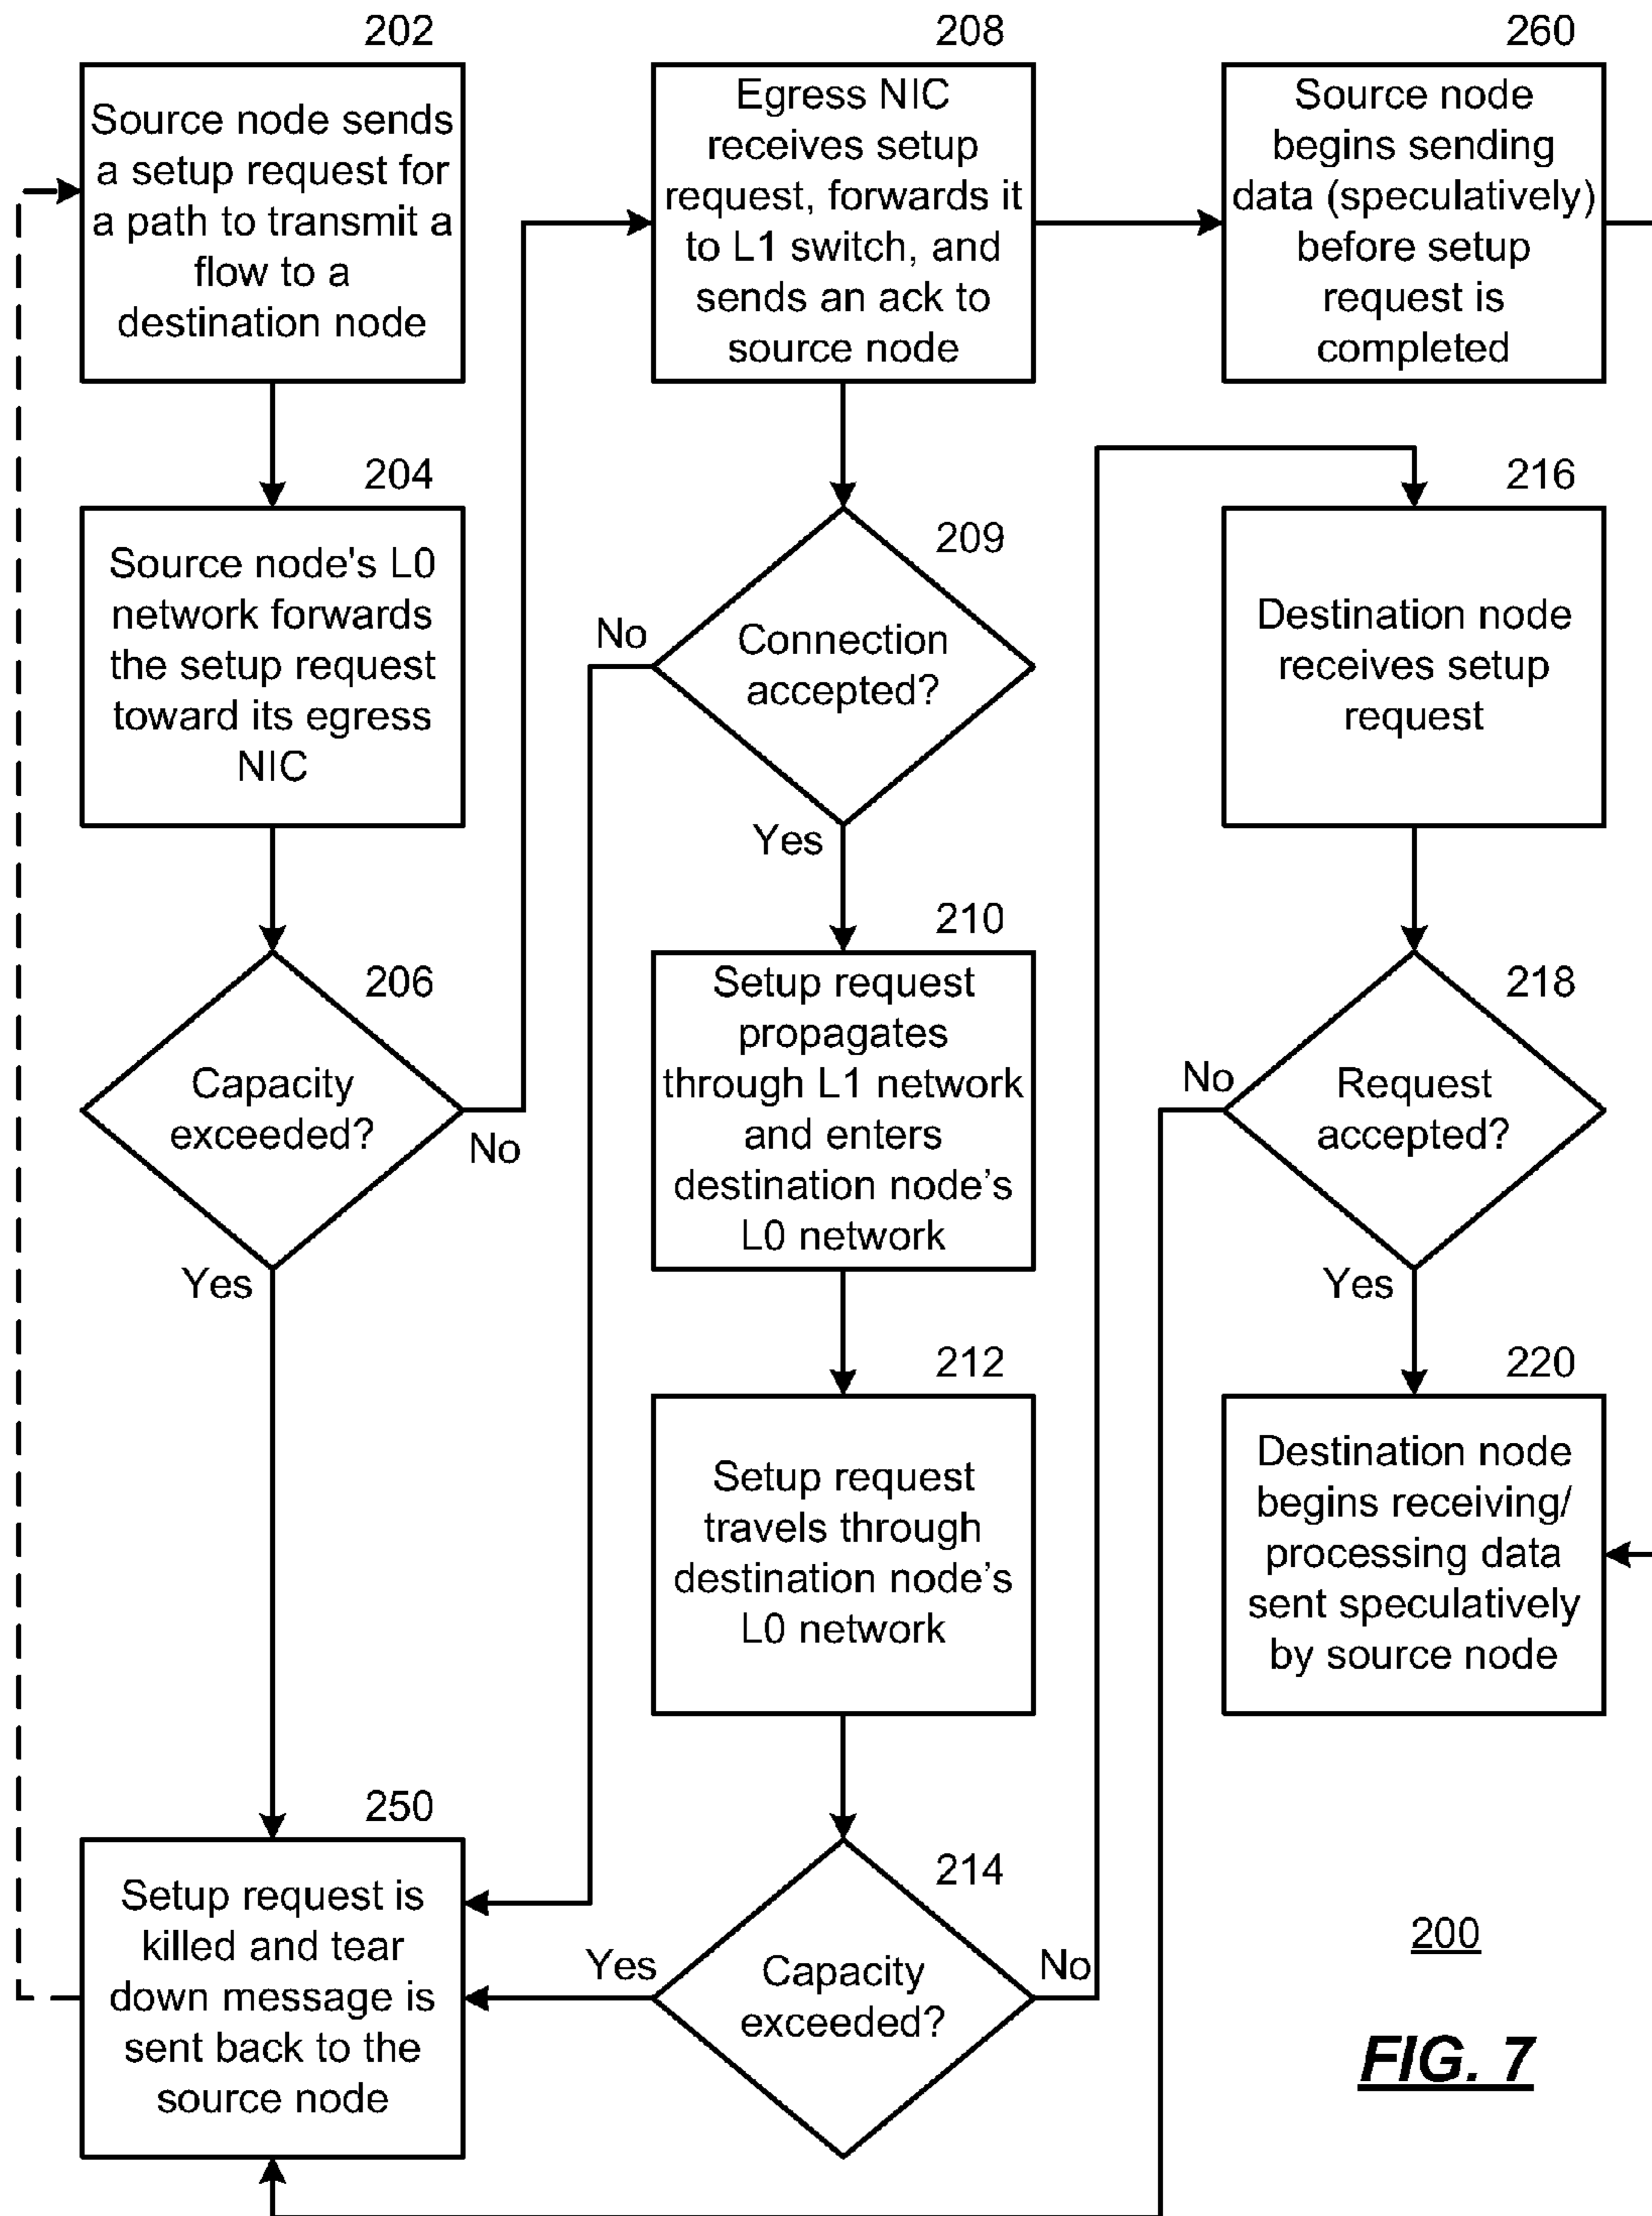 202
Source node sends
a setup request for
a path to transmit a
flow to a
destination node
204
Source node's L0
network forwards
the setup request
toward its egress
NIC
206
Capacity
exceeded?
No
Yes
250
Setup request is
killed and tear
down message is
sent back to the
source node
208
Egress NIC
receives setup
request, forwards it
to L1 switch, and
sends an ack to
source node
209
No
Connection
accepted?
Yes
210
Setup request
propagates
through L1 network
and enters
destination node’s
L0 network
212
Setup request
travels through
destination node’s
L0 network
214
Yes
Capacity
exceeded?
No
260
Source node
begins sending
data (speculatively)
before setup
request is
completed
216
Destination node
receives setup
request
218
No
Request
accepted?
Yes
220
Destination node
begins receiving/
processing data
sent speculatively
by source node
200
FIG. 7